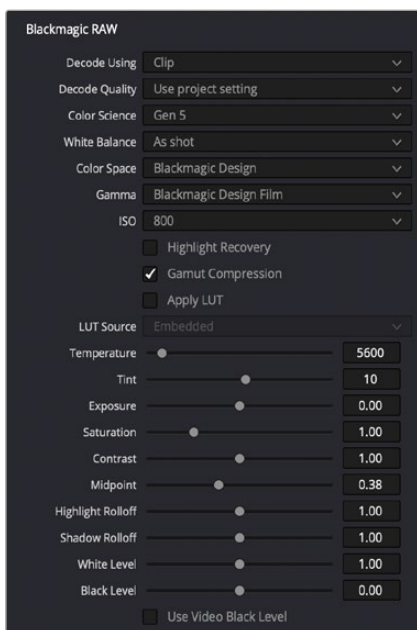 Blackmagic RAW
Decode Using Clip
Decode Quality Use project setting
Color Science Gen 5
White Balance As shot
Color Space Blackmagic Design
Gamma Blackmagic Design Film
ISO 800
Highlight Recovery
Gamut Compression
Apply LUT
LUT Source Embedded
Temperature 5600
Tint 10
Exposure 0.00
Saturation 1.00
Contrast 1.00
Midpoint 0.38
Highlight Rolloff 1.00
Shadow Rolloff 1.00
White Level 1.00
Black Level 0.00
Use Video Black Level